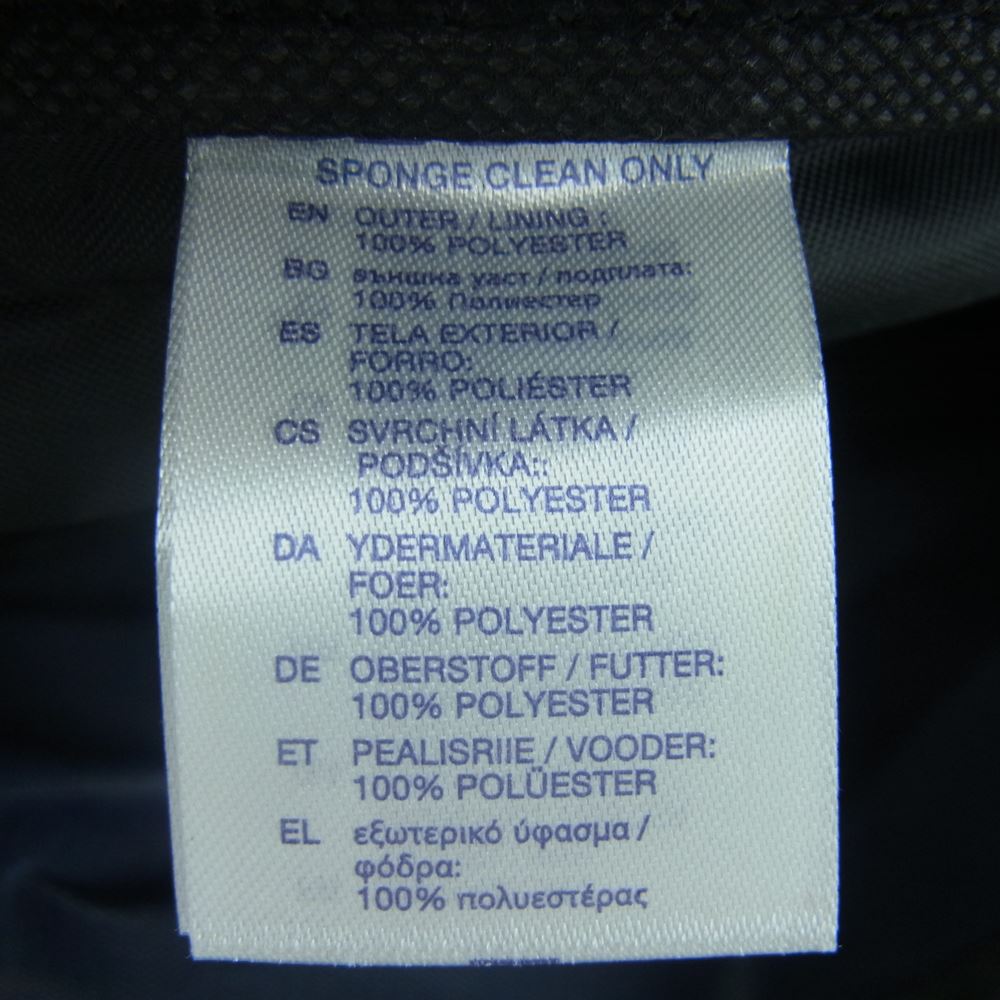 SPONGE CLEAN ONLY
EN OUTER / LINING :
100% POLYESTER
BG външна уаст / подплата:
100% Полиестер
ES TELA EXTERIOR /
FORRO:
100% POLIÉSTER
CS SVRCHNÍ LÁTKA /
PODŠÍVKA::
100% POLYESTER
DA YDERMATERIALE /
FOER:
100% POLYESTER
DE OBERSTOFF / FUTTER:
100% POLYESTER
ET PEALISRIIE / VOODER:
100% POLÜESTER
EL εξωτερικό ύφασμα /
φόδρα:
100% πολυεστέρας